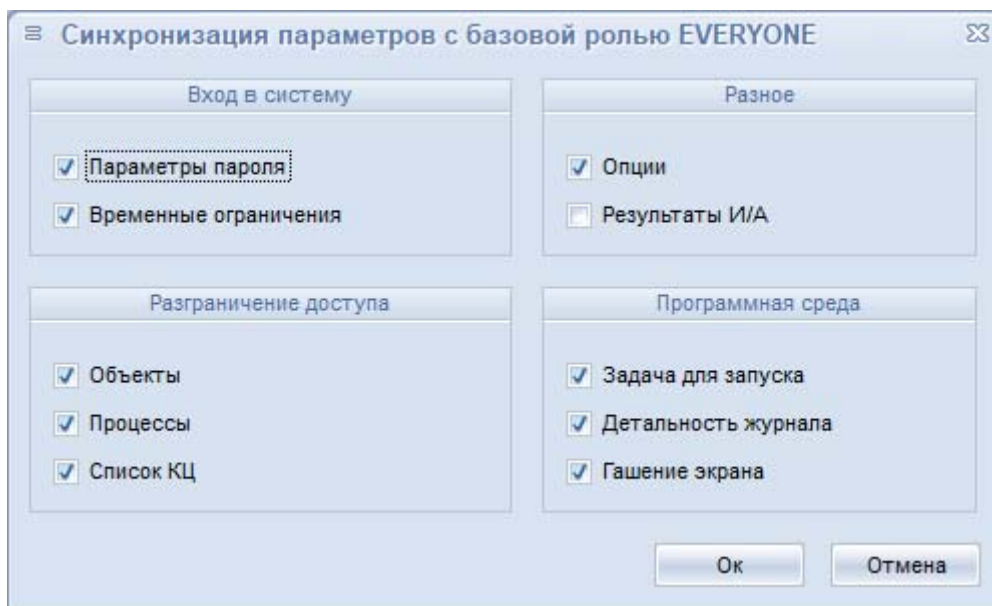 Синхронизация параметров с базовой ролью EVERYONE
Вход в систему
Параметры пароля
Временные ограничения
Разное
Опции
Результаты И/А
Разграничение доступа
Объекты
Процессы
Список КЦ
Программная среда
Задача для запуска
Детальность журнала
Гашение экрана
Ок
Отмена